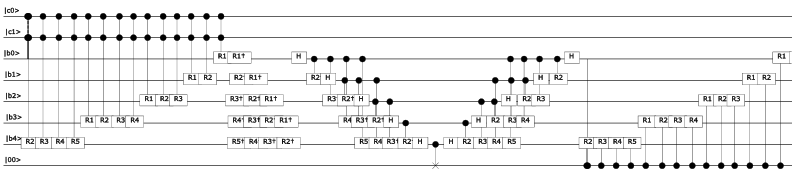 |c0>
|c1>
|b0> R1 R1† H H R1
|b1> R1 R2 R2 R1† R2 H H R2 R1 R2
|b2> R1 R2 R3 R3† R2† R1† R3 R2† H H R2 R3 R1 R2 R3
|b3> R1 R2 R3 R4 R4† R3† R2 R1† R4 R3† R2† H H R2 R3 R4 R1 R2 R3 R4
|b4> R2 R3 R4 R5 R5† R4 R3† R2† R5 R4 R3† R2 H H R2 R3 R4 R5 R2 R3 R4 R5
|00>